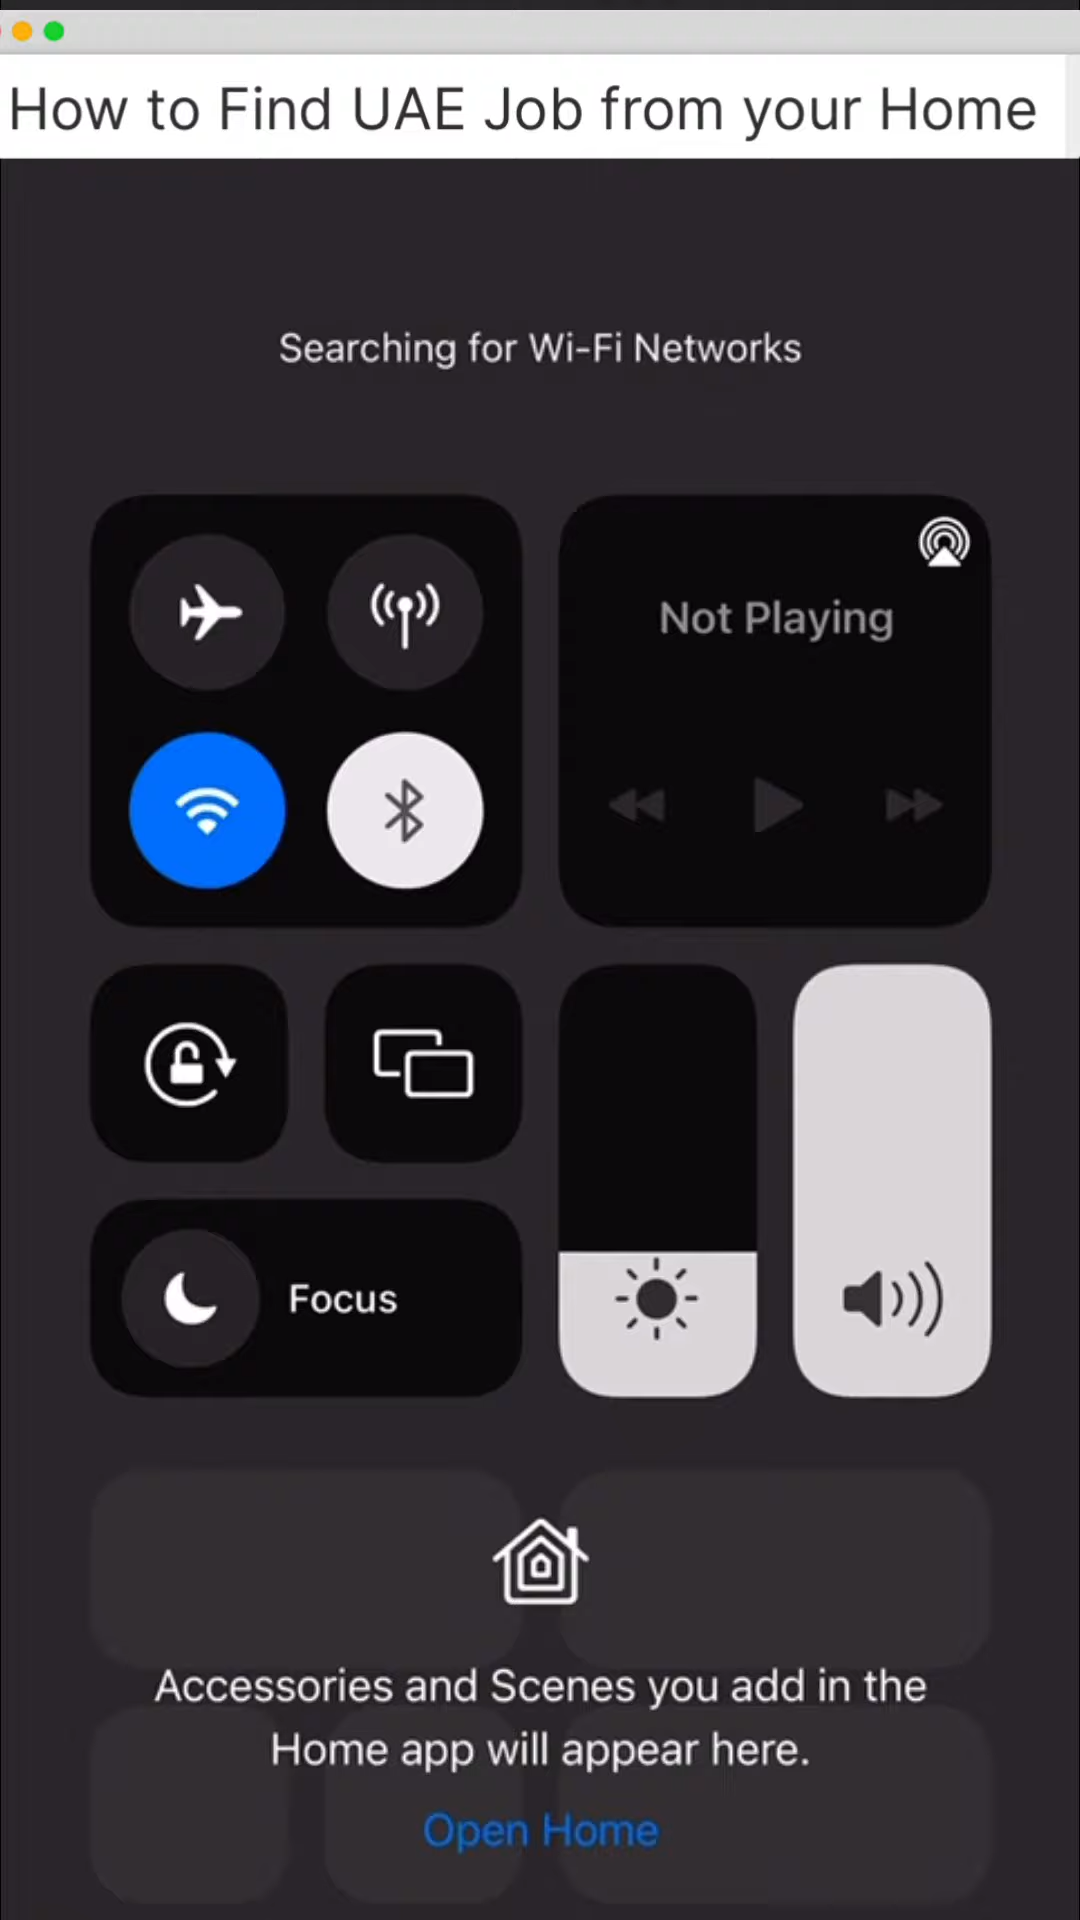 How to Find UAE Job from your Home
Searching for Wi-Fi Networks
Not Playing
Focus
Accessories and Scenes you add in the
Home app will appear here.
Open Home